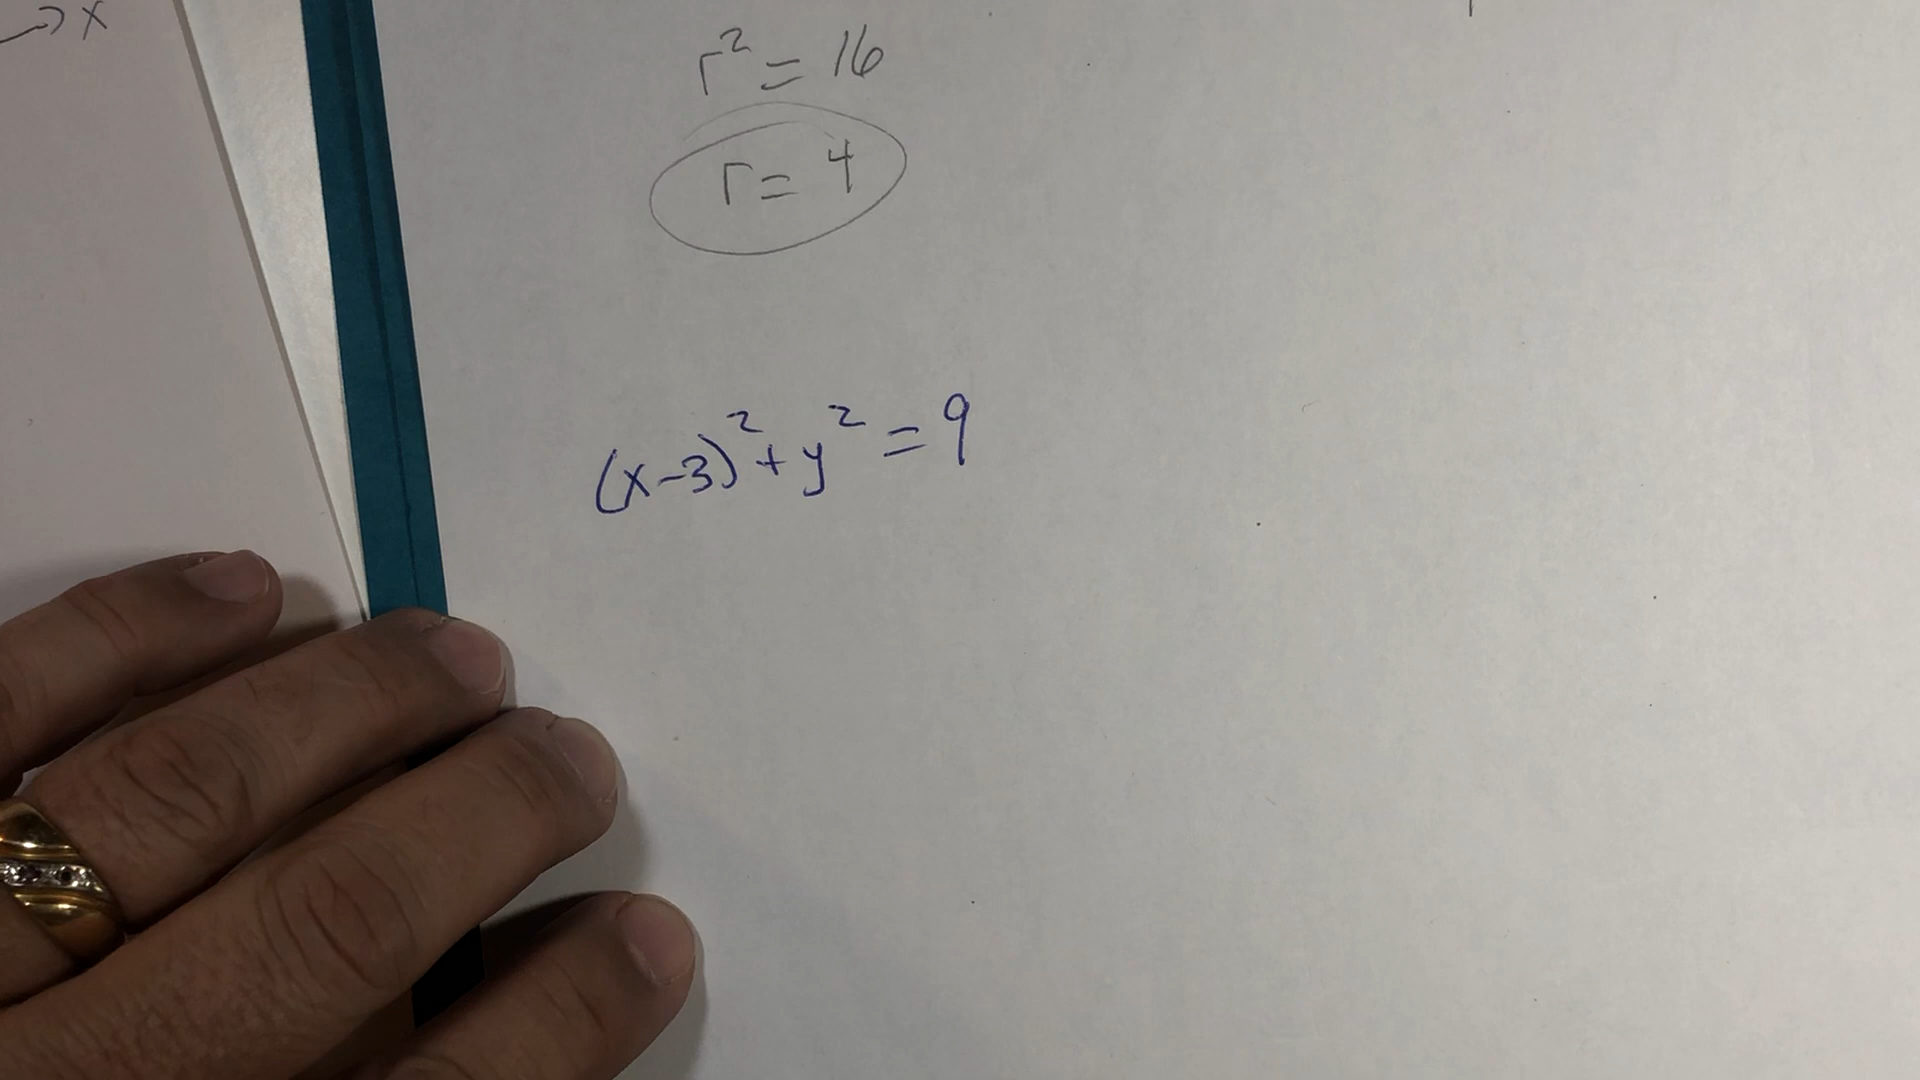 →x
r² = 16
r = 4
(x-3)² + y² = 9